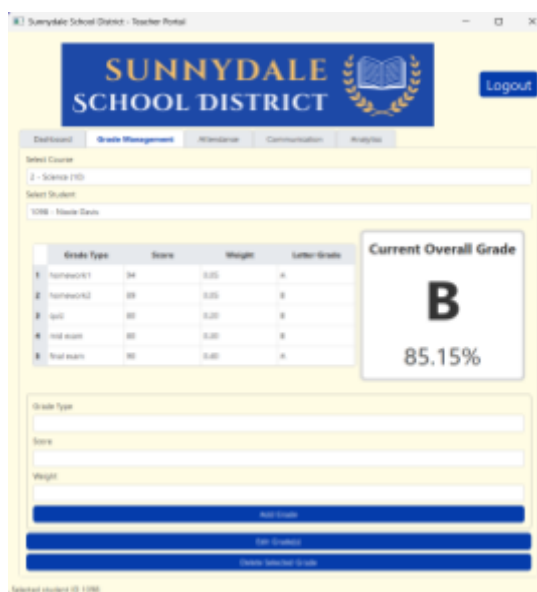 Sunnydale School District - Teacher Portal
SUNNYDALE
SCHOOL DISTRICT
Logout
Dashboard Grade Management Attendance Communication Analytics
Select Course
2 - Science (10)
Select Student
1098 - Davis
Grade Type Score Weight Letter Grade
1 homework1 94 0.05 A
2 homework2 89 0.05 B
3 quiz 80 0.20 B
4 mid exam 80 0.30 B
5 final exam 90 0.40 A
Current Overall Grade
B
85.15%
Grade Type
Score
Weight
Add Grade
Edit Grade(s)
Delete Selected Grade
Selected student ID 1098